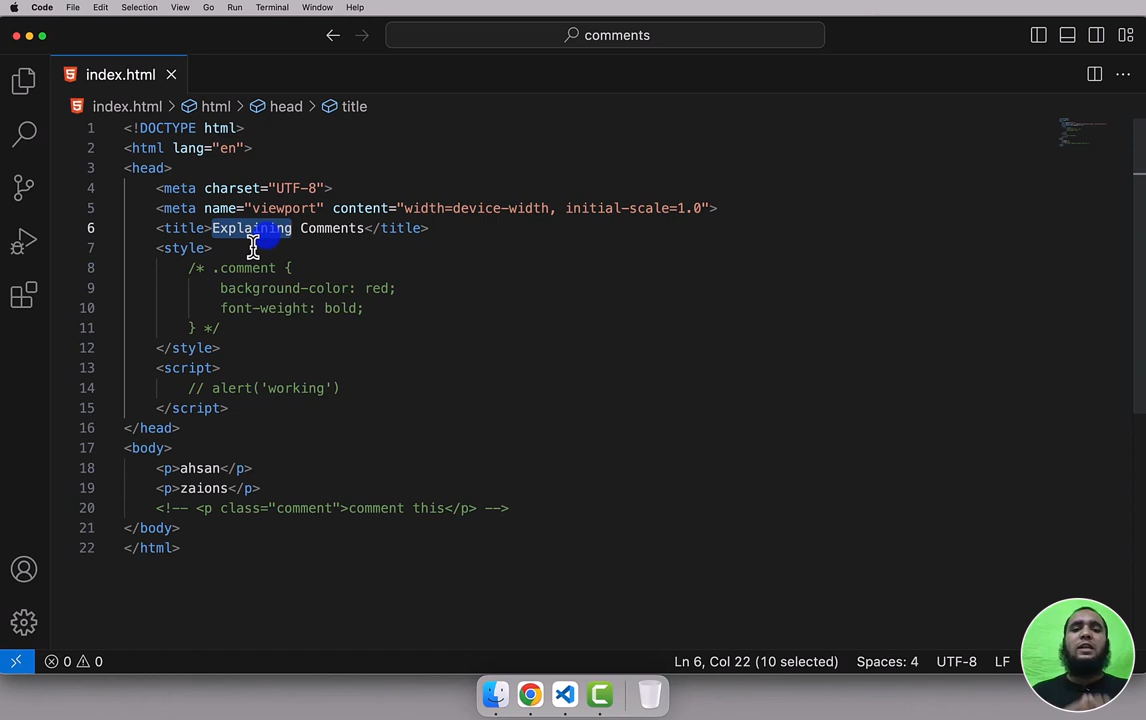 Code File Edit Selection View Go Run Terminal Window Help
comments
index.html
index.html > html > head > title
1 <!DOCTYPE html>
2 <html lang="en">
3 <head>
4 <meta charset="UTF-8">
5 <meta name="viewport" content="width=device-width, initial-scale=1.0">
6 <title>Explaining Comments</title>
7 <style>
8 /* .comment {
9 background-color: red;
10 font-weight: bold;
11 } */
12 </style>
13 <script>
14 // alert('working')
15 </script>
16 </head>
17 <body>
18 <p>ahsan</p>
19 <p>zaions</p>
20 <!-- <p class="comment">comment this</p> -->
21 </body>
22 </html>
0 0 Ln 6, Col 22 (10 selected) Spaces: 4 UTF-8 LF